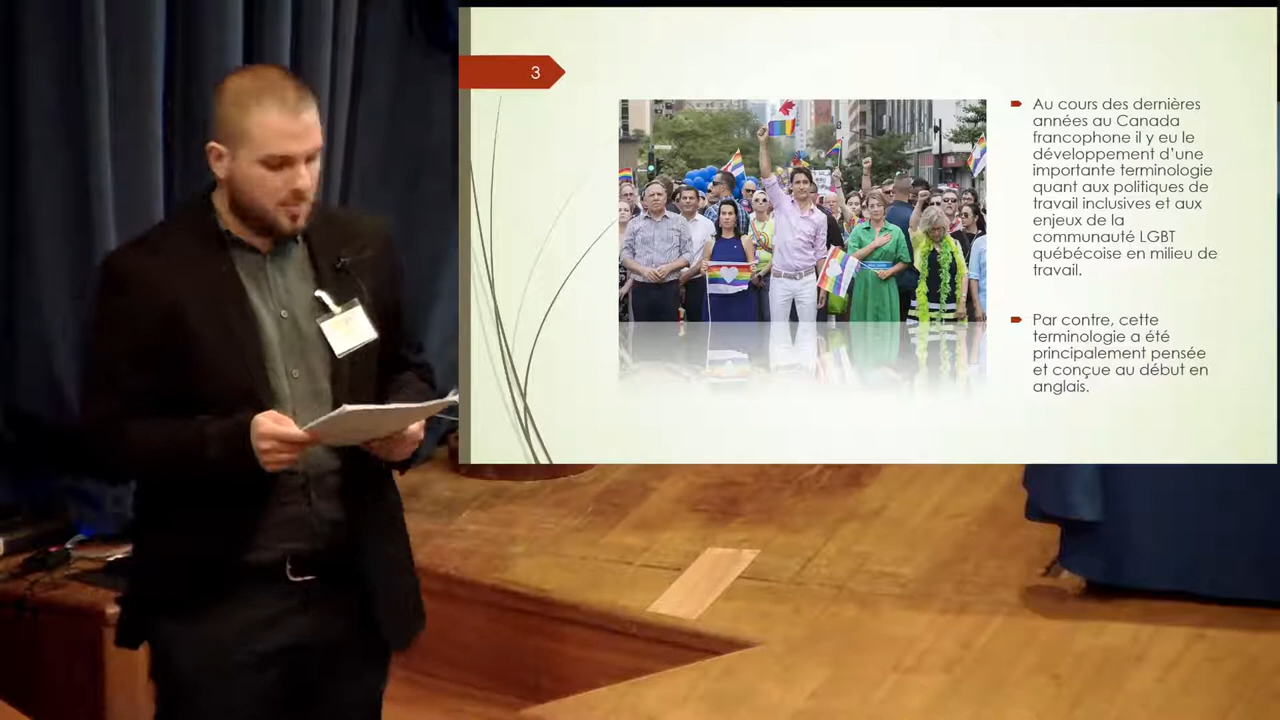 3
Au cours des dernières
années au Canada
francophone il y eu le
développement d'une
importante terminologie
quant aux politiques de
travail inclusives et aux
enjeux de la
communauté LGBT
québécoise en milieu de
travail.
Par contre, cette
terminologie a été
principalement pensée
et conçue au début en
anglais.